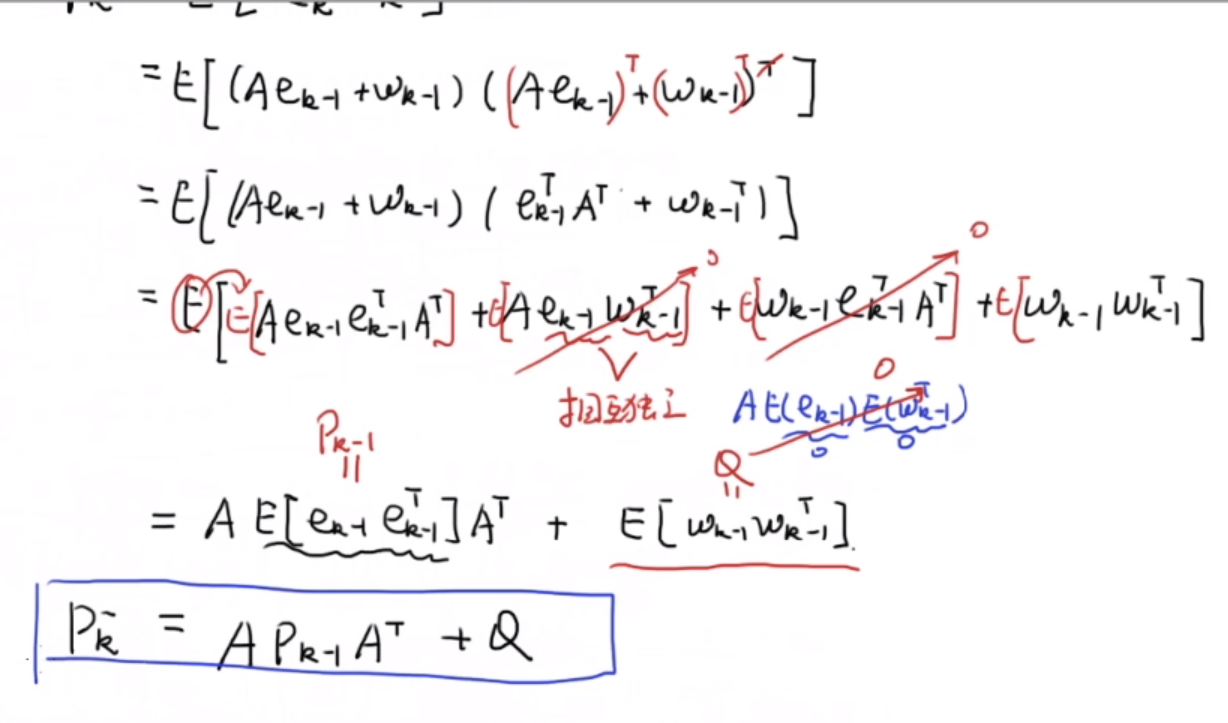 = E[(Ae_{k-1} + w_{k-1}) ((Ae_{k-1})^T + (w_{k-1})^T)^T]
= E[(Ae_{k-1} + w_{k-1}) (e_{k-1}^T A^T + w_{k-1}^T)]
0 0
= E[E[Ae_{k-1} e_{k-1}^T A^T] + E[Ae_{k-1} w_{k-1}^T] + E[w_{k-1} e_{k-1}^T A^T] + E[w_{k-1} w_{k-1}^T]]
相互独立 0
AE(e_{k-1})E(w_{k-1}^T)
0 0
P_{k-1} Q
|| ||
= A E[e_{k-1} e_{k-1}^T] A^T + E[w_{k-1} w_{k-1}^T].
P_k^- = A P_{k-1} A^T + Q